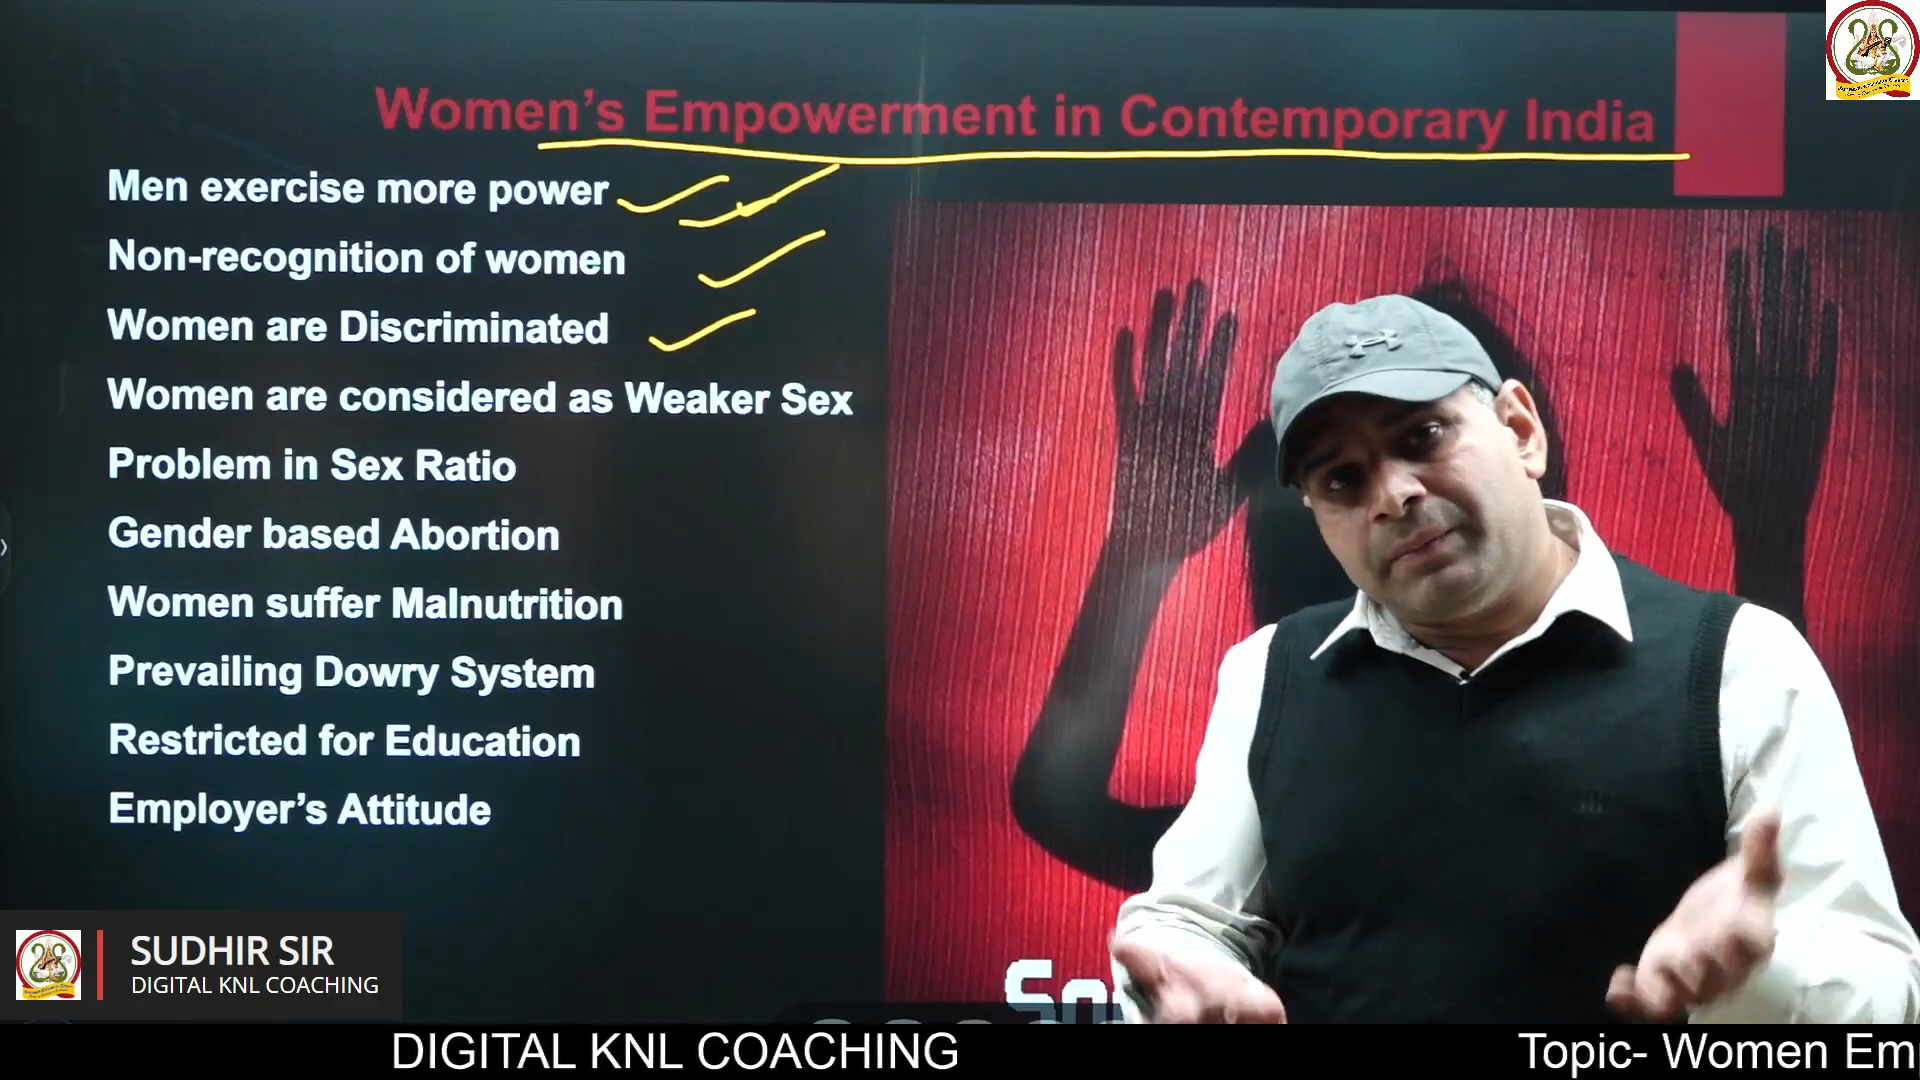 Women’s Empowerment in Contemporary India
Men exercise more power
Non-recognition of women
Women are Discriminated
Women are considered as Weaker Sex
Problem in Sex Ratio
Gender based Abortion
Women suffer Malnutrition
Prevailing Dowry System
Restricted for Education
Employer’s Attitude
SUDHIR SIR
DIGITAL KNL COACHING
DIGITAL KNL COACHING
Topic- Women Em